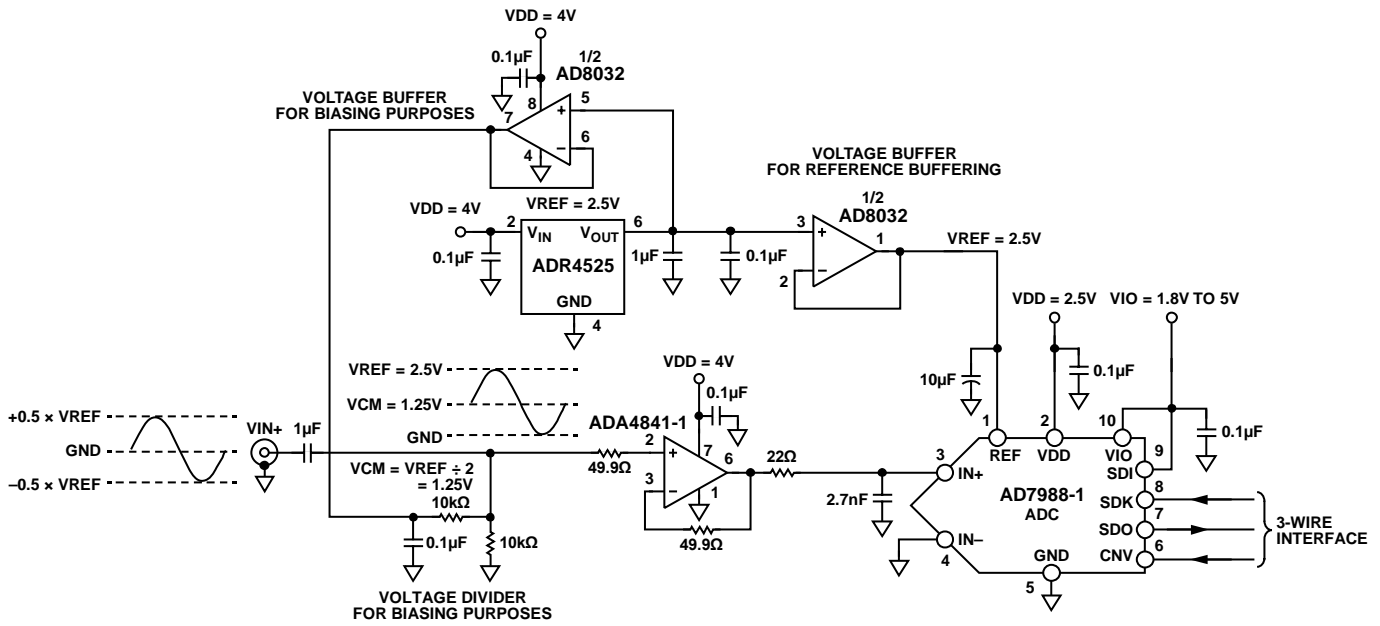 VDD = 4V
0.1µF
1/2
AD8032
VOLTAGE BUFFER
FOR BIASING PURPOSES
7
8
+
5
4
−
6
VOLTAGE BUFFER
FOR REFERENCE BUFFERING
1/2
AD8032
VDD = 4V
VREF = 2.5V
2
VIN
VOUT
6
0.1µF
ADR4525
GND
4
1µF
0.1µF
3
+
1
2
−
VREF = 2.5V
VDD = 2.5V
VIO = 1.8V TO 5V
10µF
0.1µF
0.1µF
VREF = 2.5V
VCM = 1.25V
GND
VDD = 4V
0.1µF
ADA4841-1
+0.5 × VREF
GND
−0.5 × VREF
VIN+
1µF
VCM = VREF ÷ 2
= 1.25V
10kΩ
0.1µF
10kΩ
VOLTAGE DIVIDER
FOR BIASING PURPOSES
49.9Ω
2
+
7
6
3
−
1
49.9Ω
22Ω
2.7nF
1
2
10
REF
VDD
VIO
3
IN+
9
SDI
AD7988-1
ADC
8
SDK
7
SDO
6
CNV
IN−
4
GND
5
3-WIRE
INTERFACE